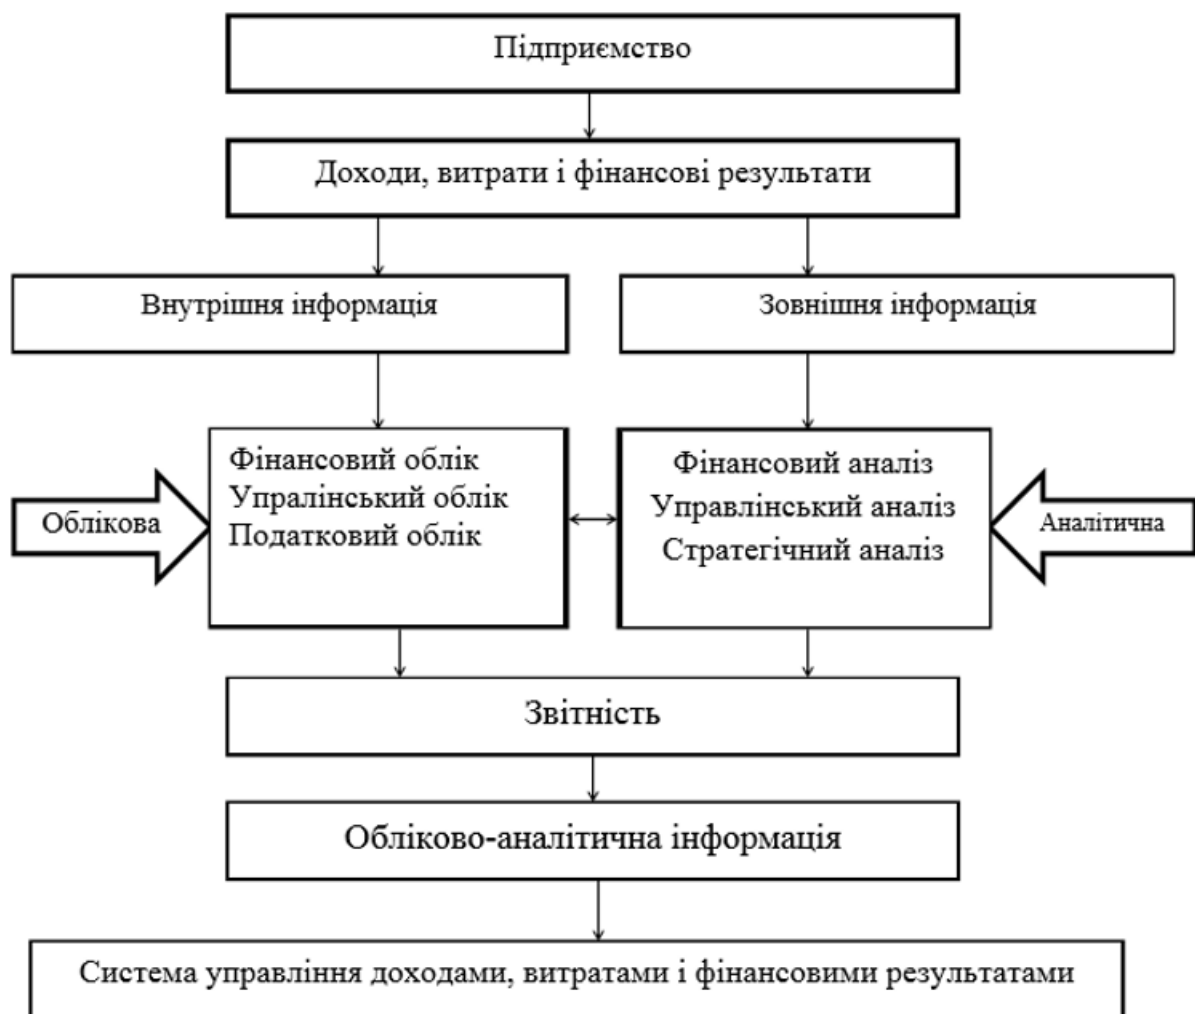 Підприємство
Доходи, витрати і фінансові результати
Внутрішня інформація
Зовнішня інформація
Облікова
Фінансовий облік
Упралінський облік
Податковий облік
Фінансовий аналіз
Управлінський аналіз
Стратегічний аналіз
Аналітична
Звітність
Обліково-аналітична інформація
Система управління доходами, витратами і фінансовими результатами